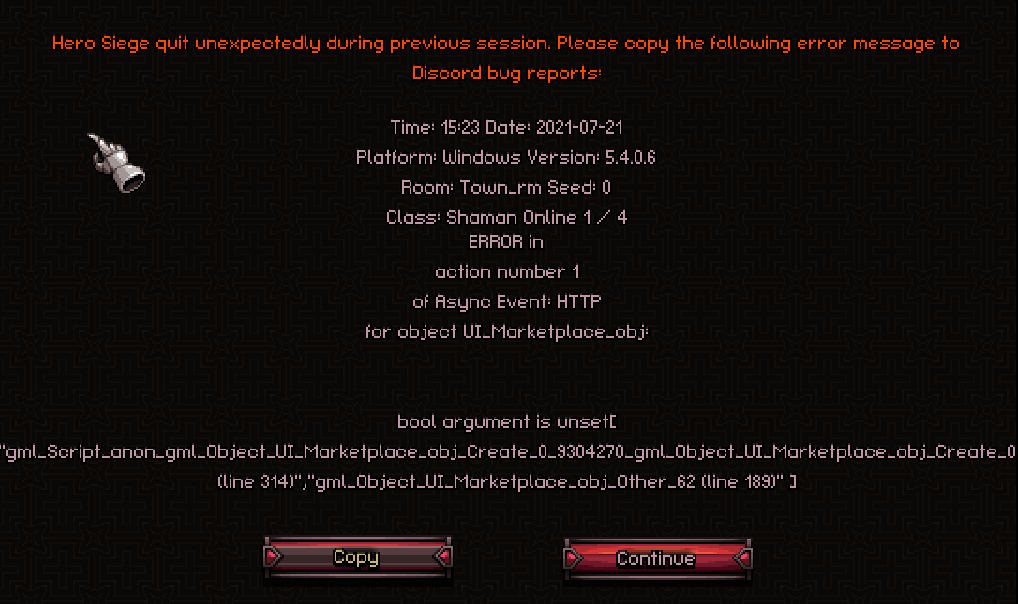 Hero Siege quit unexpectedly during previous session. Please copy the following error message to
Discord bug reports:
Time: 15:23 Date: 2021-07-21
Platform: Windows Version: 5.4.0.6
Room: Town_rm Seed: 0
Class: Shaman Online 1 / 4
ERROR in
action number 1
of Async Event: HTTP
for object UI_Marketplace_obj:
bool argument is unset[
"gml_Script_anon_gml_Object_UI_Marketplace_obj_Create_0_9304270_gml_Object_UI_Marketplace_obj_Create_0
(line 314)","gml_Object_UI_Marketplace_obj_Other_62 (line 189)" ]
Copy
Continue